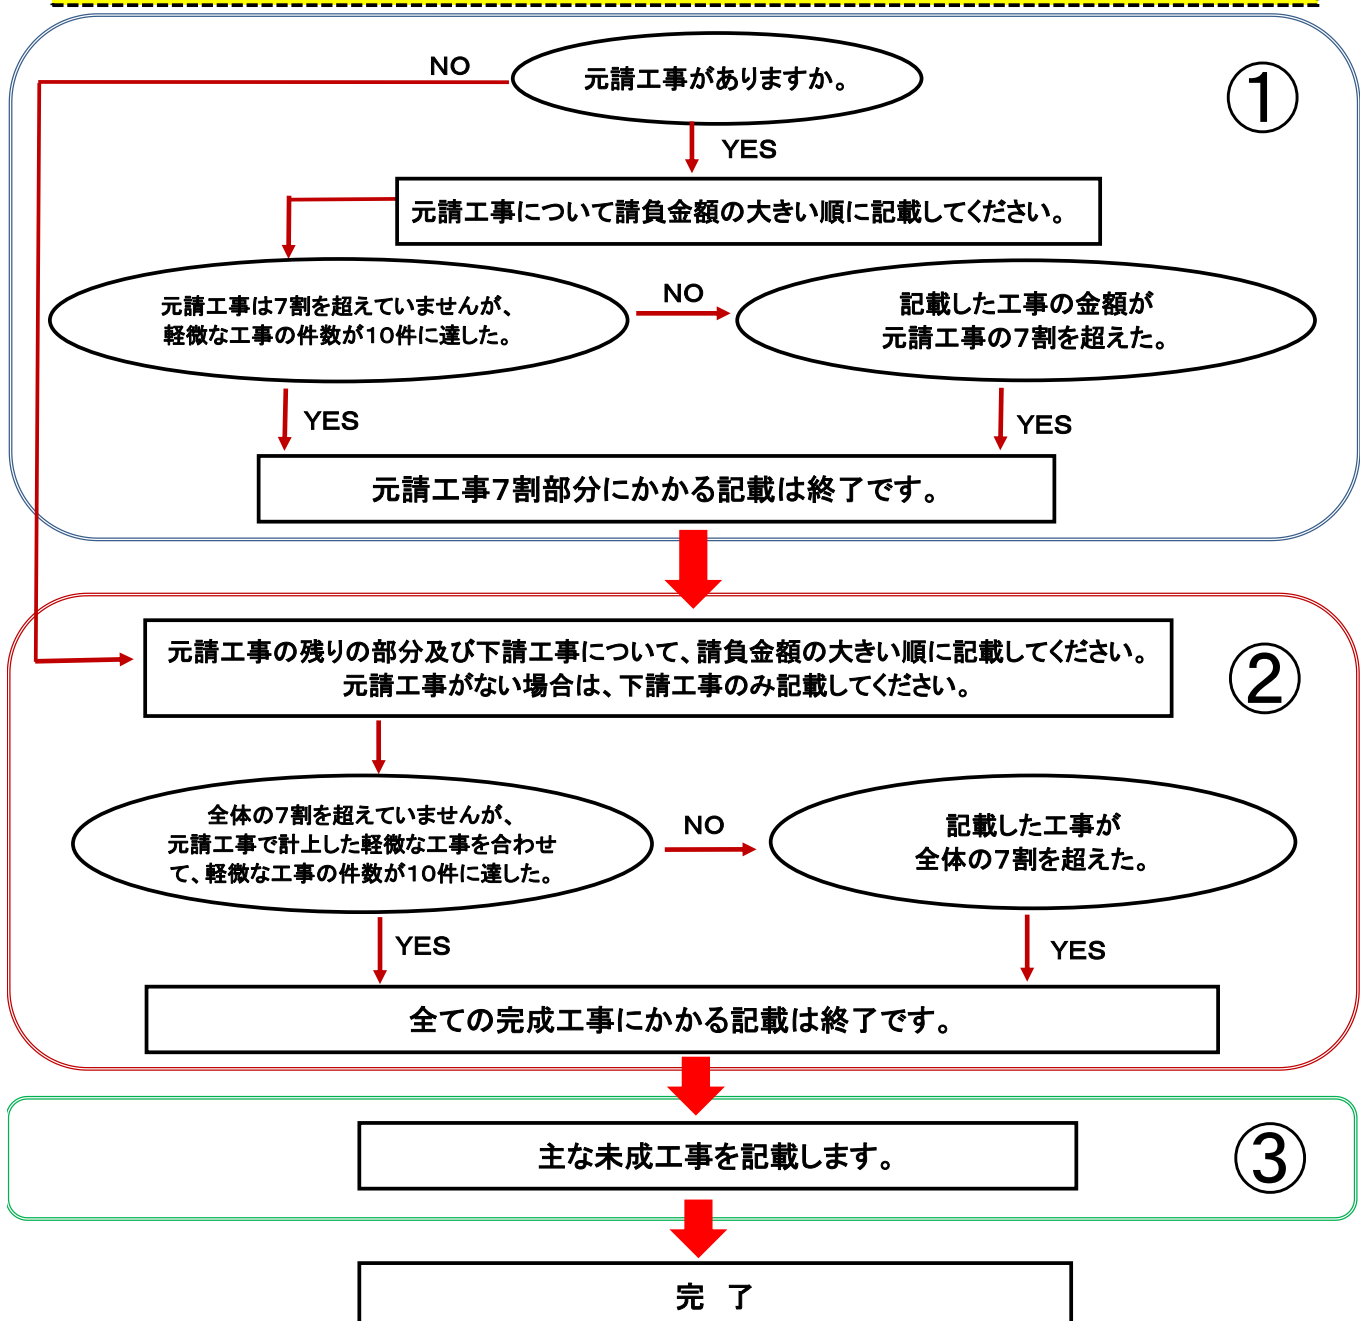 元請工事がありますか。
NO
①
YES
元請工事について請負金額の大きい順に記載してください。
元請工事は7割を超えていませんが、
軽微な工事の件数が10件に達した。
NO
記載した工事の金額が
元請工事の7割を超えた。
YES
YES
元請工事7割部分にかかる記載は終了です。
元請工事の残りの部分及び下請工事について、請負金額の大きい順に記載してください。
元請工事がない場合は、下請工事のみ記載してください。
②
全体の7割を超えていませんが、
元請工事で計上した軽微な工事を合わせ
て、軽微な工事の件数が10件に達した。
NO
記載した工事が
全体の7割を超えた。
YES
YES
全ての完成工事にかかる記載は終了です。
主な未成工事を記載します。
③
完　了